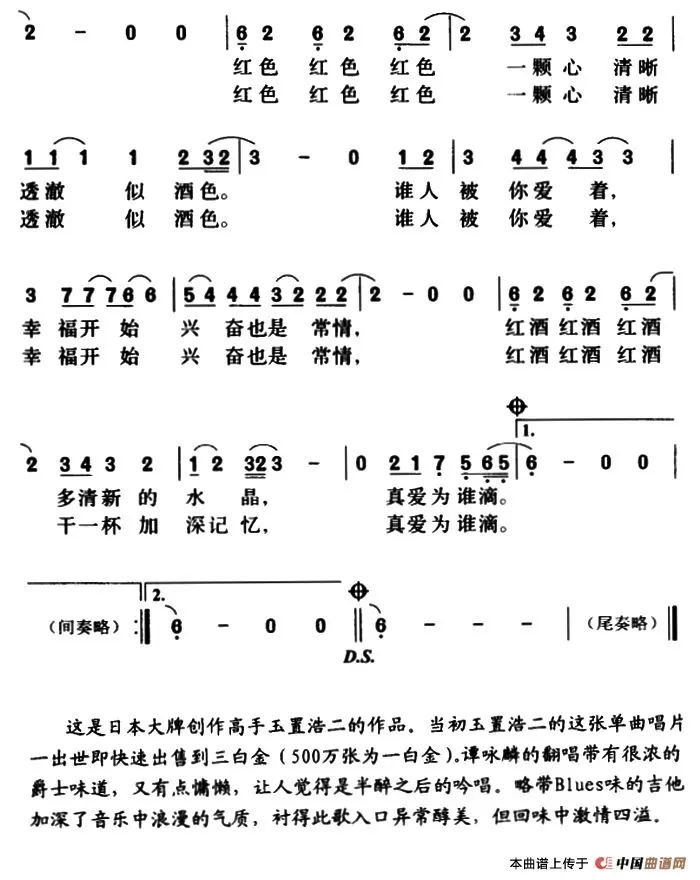 2 - 0 0 | 6 2 6 2 6 2 | 2 3 4 3 2 2 |
红色 红色 红色 一颗心 清晰
红色 红色 红色 一颗心 清晰
1 1 1 1 2 3 2 | 3 - 0 1 2 | 3 4 4 4 3 3 |
透澈 似 酒色。 谁人 被 你爱 着,
透澈 似 酒色。 谁人 被 你爱 着,
3 7 7 7 6 6 | 5 4 4 4 3 2 2 2 | 2 - 0 0 | 6 2 6 2 6 2 |
幸 福开 始 兴 奋也是 常情, 红酒 红酒 红酒
幸 福开 始 兴 奋也是 常情, 红酒 红酒 红酒
1.
2 3 4 3 2 | 1 2 3 2 3 - | 0 2 1 7 5 6 5 | 6 - 0 0 |
多清新 的 水 晶, 真爱为谁滴。
干一杯 加 深记忆, 真爱为谁滴。
2.
(间奏略) :‖ 6 - 0 0 ‖ 6 - - - | (尾奏略) ‖
D.S.
这是日本大牌创作高手玉置浩二的作品。当初玉置浩二的这张单曲唱片
一出世即快速出售到三白金(500万张为一白金)。谭咏麟的翻唱带有很浓的
爵士味道,又有点慵懒,让人觉得是半醉之后的吟唱。略带Blues味的吉他
加深了音乐中浪漫的气质,衬得此歌入口异常醇美,但回味中激情四溢。
本曲谱上传于 中国曲谱网